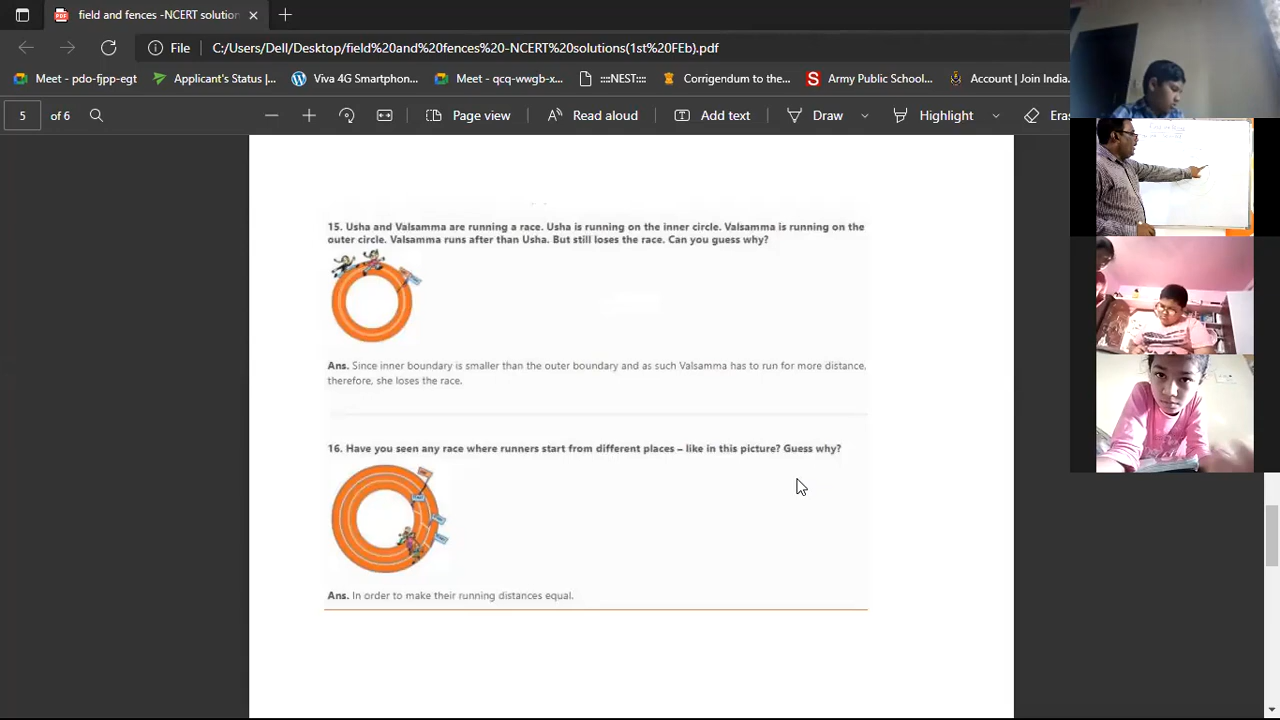 field and fences -NCERT solution
File C:/Users/Dell/Desktop/field%20and%20fences%20-NCERT%20solutions(1st%20FEb).pdf
Meet - pdo-fjpp-egt Applicant's Status |... Viva 4G Smartphon... Meet - qcq-wwgb-x... ::::NEST::::. Corrigendum to the... S Army Public School... Account | Join India
5 of 6 Page view Read aloud Add text Draw Highlight Era
15. Usha and Valsamma are running a race. Usha is running on the inner circle. Valsamma is running on the
outer circle. Valsamma runs after than Usha. But still loses the race. Can you guess why?
Ans. Since inner boundary is smaller than the outer boundary and as such Valsamma has to run for more distance,
therefore, she loses the race.
16. Have you seen any race where runners start from different places – like in this picture? Guess why?
Ans. In order to make their running distances equal.